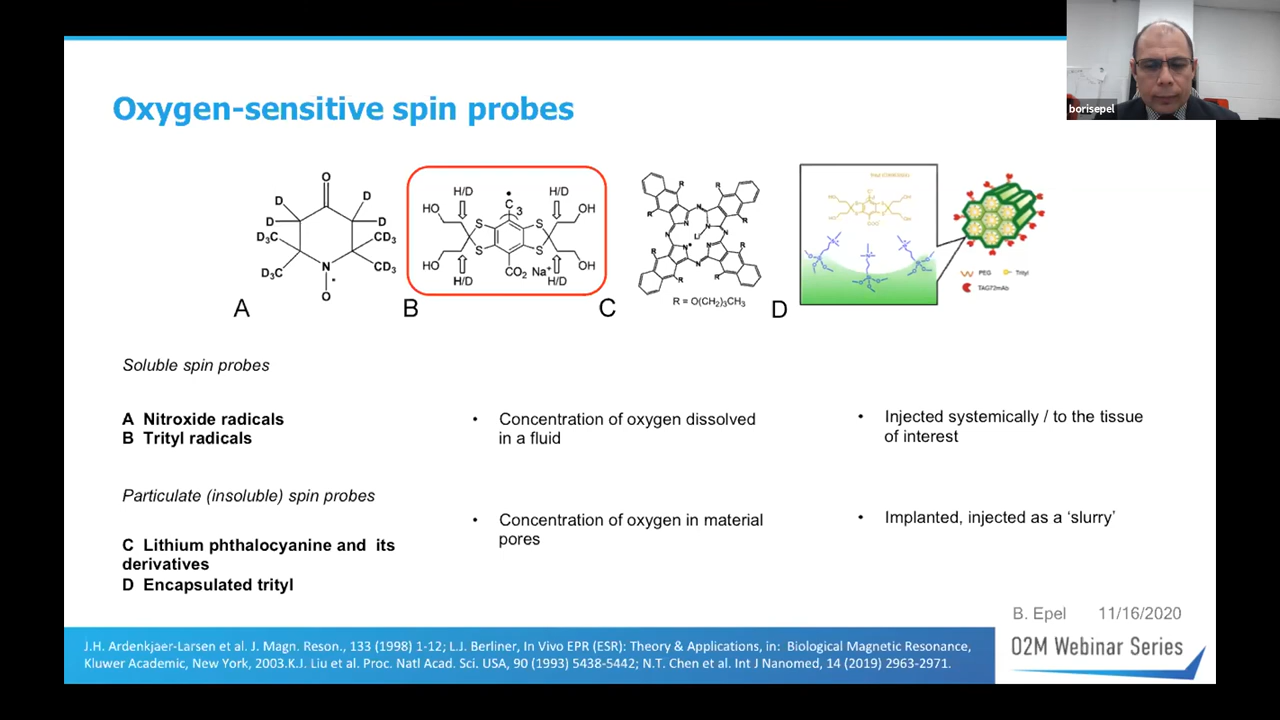 borisepel
Oxygen-sensitive spin probes
O
D
D
D
D
D3C
CD3
D3C
CD3
N
O
A
H/D
H/D
C
3
HO
OH
S
S
S
S
HO
OH
CO2 Na+
H/D
H/D
B
R
R
R
R
N
N
N
N
N
N
R
R
R
R
R = O(CH2)3CH3
C
HO
OH
HO
OH
PEG
Trityl
TAG72mAb
D
Soluble spin probes
A Nitroxide radicals
B Trityl radicals
• Concentration of oxygen dissolved
in a fluid
• Injected systemically / to the tissue
of interest
Particulate (insoluble) spin probes
C Lithium phthalocyanine and its
derivatives
D Encapsulated trityl
• Concentration of oxygen in material
pores
• Implanted, injected as a ‘slurry’
B. Epel 11/16/2020
O2M Webinar Series
J.H. Ardenkjaer-Larsen et al. J. Magn. Reson., 133 (1998) 1-12; L.J. Berliner, In Vivo EPR (ESR): Theory & Applications, in: Biological Magnetic Resonance,
Kluwer Academic, New York, 2003.K.J. Liu et al. Proc. Natl Acad. Sci. USA, 90 (1993) 5438-5442; N.T. Chen et al. Int J Nanomed, 14 (2019) 2963-2971.